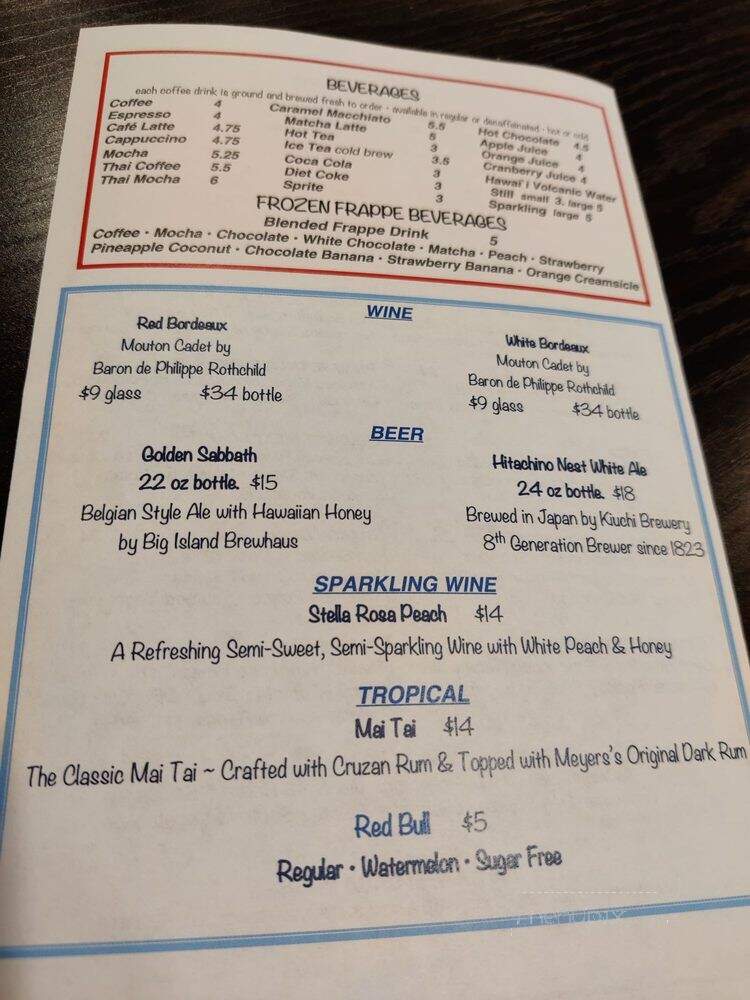 BEVERAGES
each coffee drink is ground and brewed fresh to order - available in regular or decaffeinated - hot or iced
Coffee 4
Espresso 4
Café Latte 4.75
Cappuccino 4.75
Mocha 5.25
Thai Coffee 5.5
Thai Mocha 6
Caramel Macchiato 5.5
Matcha Latte 5
Hot Tea 3
Ice Tea cold brew 3.5
Coca Cola 3
Diet Coke 3
Sprite 3
Hot Chocolate 4.5
Apple Juice 4
Orange Juice 4
Cranberry Juice 4
Hawai'i Volcanic Water
Still small 3. large 5
Sparkling large 5
FROZEN FRAPPE BEVERAGES
Blended Frappe Drink 5
Coffee • Mocha • Chocolate • White Chocolate • Matcha • Peach • Strawberry
Pineapple Coconut • Chocolate Banana • Strawberry Banana • Orange Creamsicle
WINE
Red Bordeaux
Mouton Cadet by
Baron de Philippe Rothchild
$9 glass $34 bottle
White Bordeaux
Mouton Cadet by
Baron de Philippe Rothchild
$9 glass $34 bottle
BEER
Golden Sabbath
22 oz bottle. $15
Belgian Style Ale with Hawaiian Honey
by Big Island Brewhaus
Hitachino Nest White Ale
24 oz bottle. $18
Brewed in Japan by Kiuchi Brewery
8th Generation Brewer since 1823
SPARKLING WINE
Stella Rosa Peach $14
A Refreshing Semi-Sweet, Semi-Sparkling Wine with White Peach & Honey
TROPICAL
Mai Tai $14
The Classic Mai Tai ~ Crafted with Cruzan Rum & Topped with Meyers's Original Dark Rum
Red Bull $5
Regular • Watermelon • Sugar Free